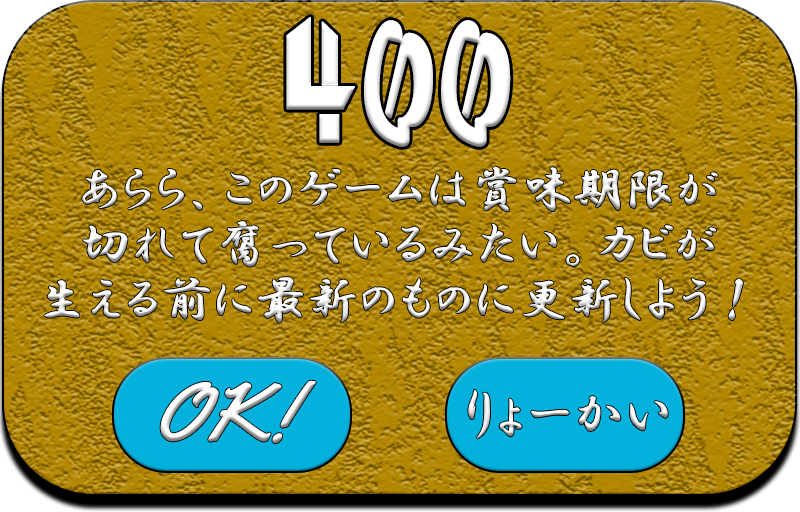 400
あらら、このゲームは賞味期限が
切れて腐っているみたい。カビが
生える前に最新のものに更新しよう！
OK!
りょーかい